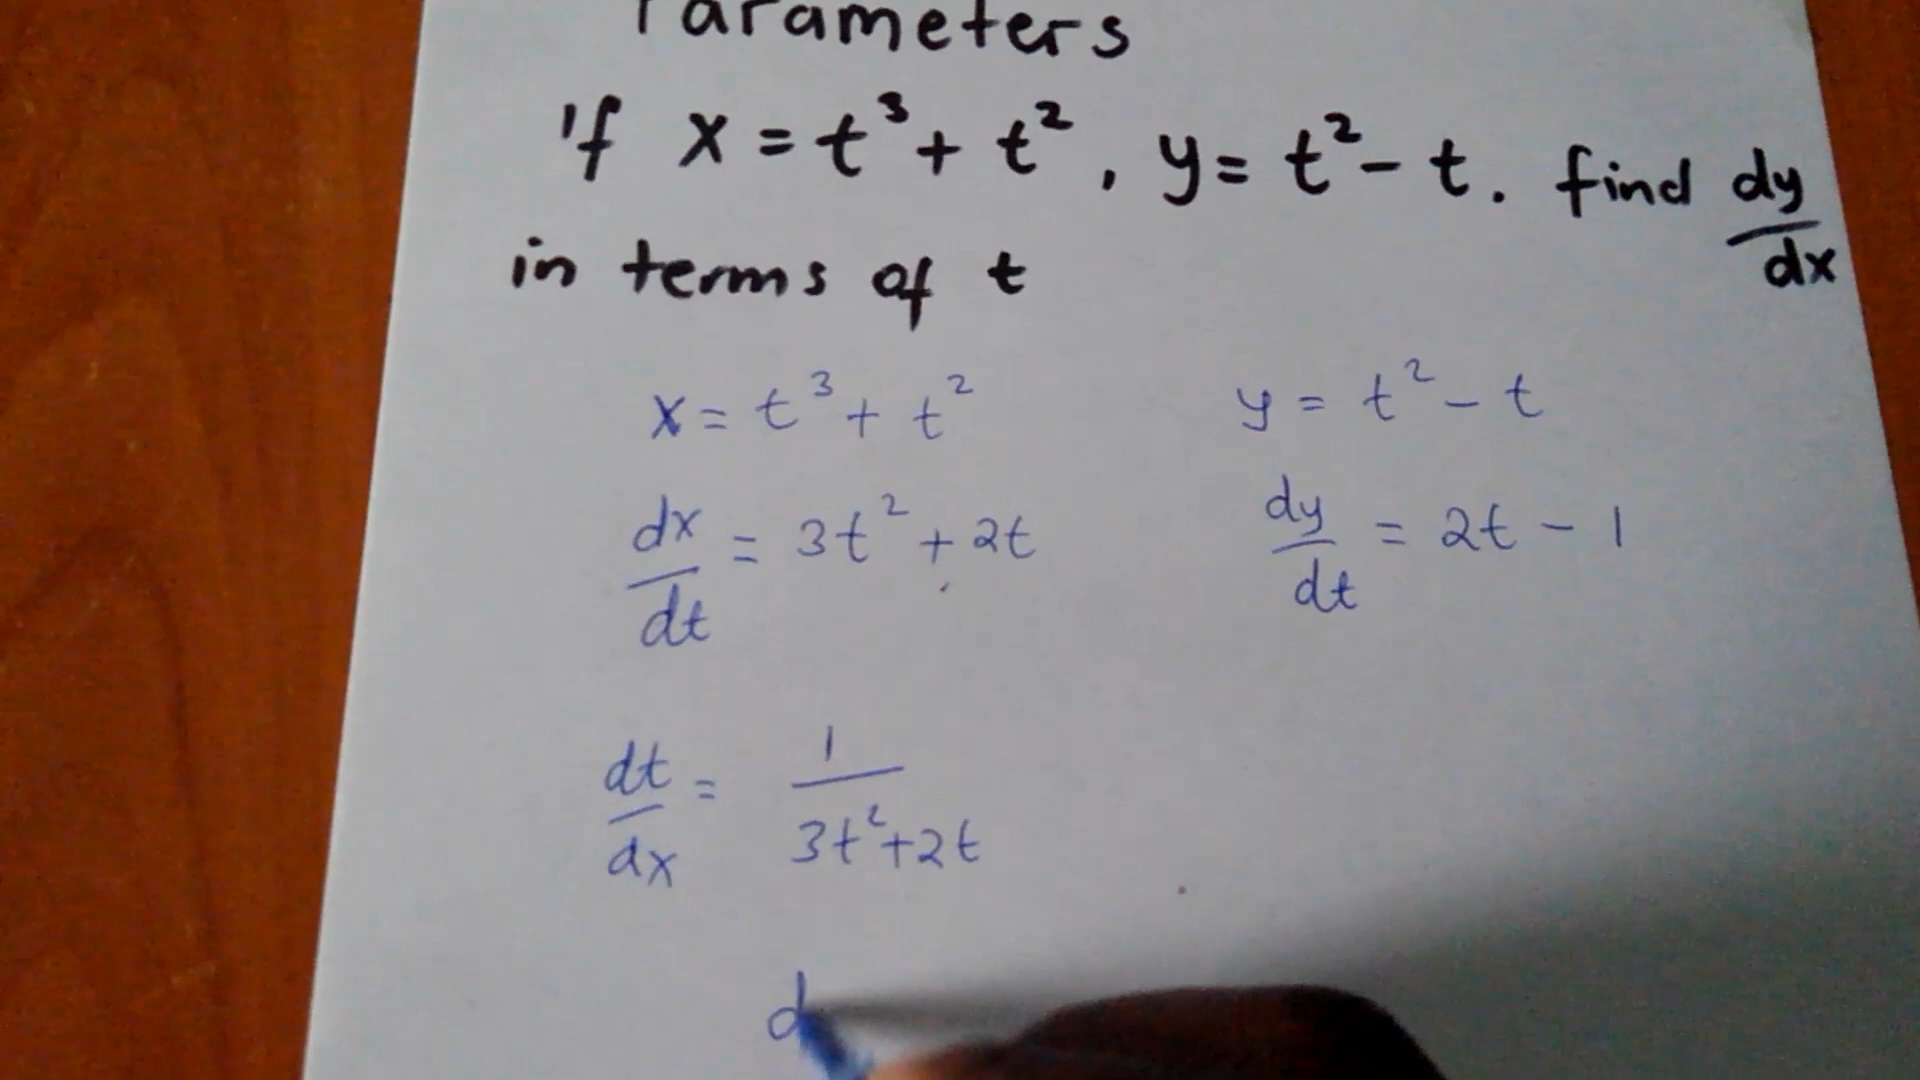 Parameters
If x = t³ + t², y = t² - t. find dy/dx
in terms of t
x = t³ + t²
y = t² - t
dx/dt = 3t² + 2t
dy/dt = 2t - 1
dt/dx = 1/(3t²+2t)
d